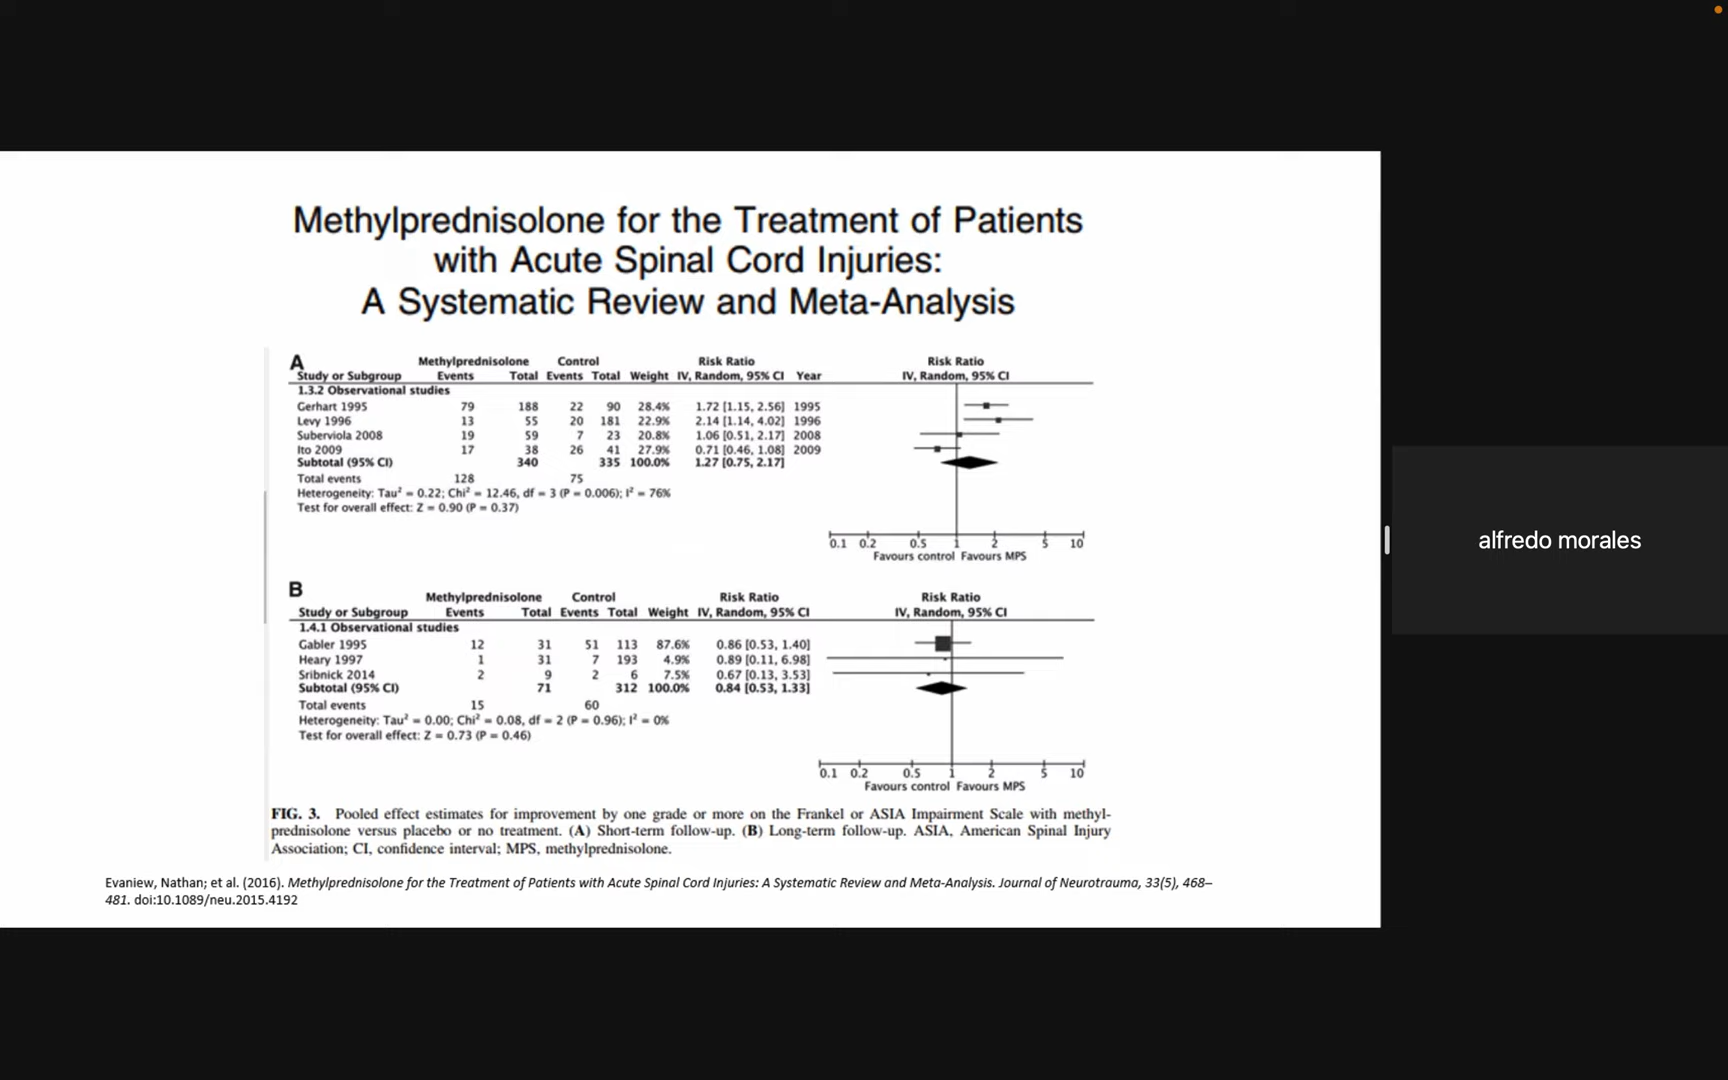 Methylprednisolone for the Treatment of Patients
with Acute Spinal Cord Injuries:
A Systematic Review and Meta-Analysis
A
Methylprednisolone Control Risk Ratio Risk Ratio
Study or Subgroup Events Total Events Total Weight IV, Random, 95% CI Year IV, Random, 95% CI
1.3.2 Observational studies
Gerhart 1995 79 188 22 90 28.4% 1.72 [1.15, 2.56] 1995
Levy 1996 13 55 20 181 22.9% 2.14 [1.14, 4.02] 1996
Suberviola 2008 19 59 7 23 20.8% 1.06 [0.51, 2.17] 2008
Ito 2009 17 38 26 41 27.9% 0.71 [0.46, 1.08] 2009
Subtotal (95% CI) 340 335 100.0% 1.27 [0.75, 2.17]
Total events 128 75
Heterogeneity: Tau² = 0.22; Chi² = 12.46, df = 3 (P = 0.006); I² = 76%
Test for overall effect: Z = 0.90 (P = 0.37)
0.1 0.2 0.5 1 2 5 10
Favours control Favours MPS
B
Methylprednisolone Control Risk Ratio Risk Ratio
Study or Subgroup Events Total Events Total Weight IV, Random, 95% CI IV, Random, 95% CI
1.4.1 Observational studies
Gabler 1995 12 31 51 113 87.6% 0.86 [0.53, 1.40]
Heary 1997 1 31 7 193 4.9% 0.89 [0.11, 6.98]
Sribnick 2014 2 9 2 6 7.5% 0.67 [0.13, 3.53]
Subtotal (95% CI) 71 312 100.0% 0.84 [0.53, 1.33]
Total events 15 60
Heterogeneity: Tau² = 0.00; Chi² = 0.08, df = 2 (P = 0.96); I² = 0%
Test for overall effect: Z = 0.73 (P = 0.46)
0.1 0.2 0.5 1 2 5 10
Favours control Favours MPS
FIG. 3. Pooled effect estimates for improvement by one grade or more on the Frankel or ASIA Impairment Scale with methyl-
prednisolone versus placebo or no treatment. (A) Short-term follow-up. (B) Long-term follow-up. ASIA, American Spinal Injury
Association; CI, confidence interval; MPS, methylprednisolone.
Evaniew, Nathan; et al. (2016). Methylprednisolone for the Treatment of Patients with Acute Spinal Cord Injuries: A Systematic Review and Meta-Analysis. Journal of Neurotrauma, 33(5), 468–
481. doi:10.1089/neu.2015.4192
alfredo morales